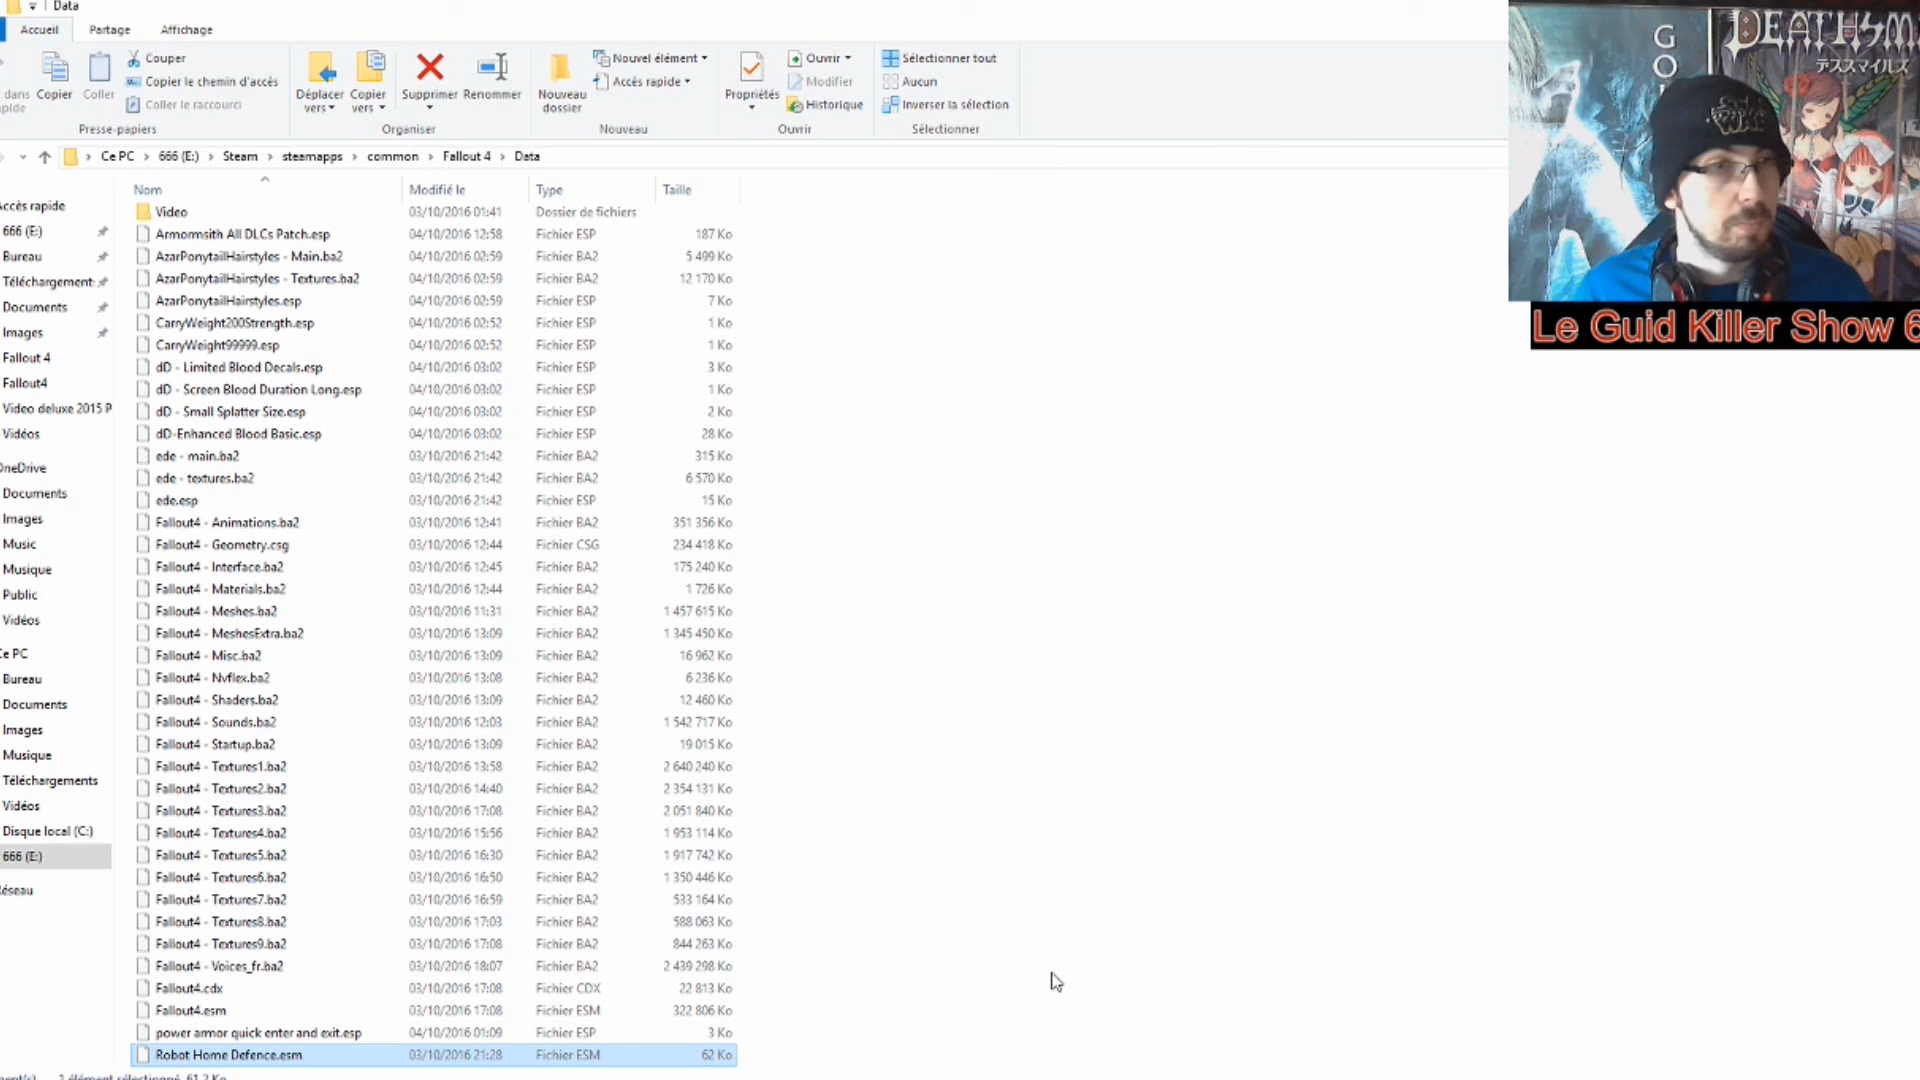 Data
Accueil Partage Affichage
Copier
Coller
Couper
Copier le chemin d'accés
Coller le raccourci
Presse-papiers
Déplacer vers
Copier vers
Supprimer
Renommer
Organiser
Nouveau dossier
Nouvel élément
Accès rapide
Nouveau
Propriétés
Ouvrir
Modifier
Historique
Ouvrir
Sélectionner tout
Aucun
Inverser la sélection
Sélectionner
Ce PC > 666 (E:) > Steam > steamapps > common > Fallout 4 > Data
Nom Modifié le Type Taille
Video 03/10/2016 01:41 Dossier de fichiers
Armormsith All DLCs Patch.esp 04/10/2016 12:58 Fichier ESP 187 Ko
AzarPonytailHairstyles - Main.ba2 04/10/2016 02:59 Fichier BA2 5 499 Ko
AzarPonytailHairstyles - Textures.ba2 04/10/2016 02:59 Fichier BA2 12 170 Ko
AzarPonytailHairstyles.esp 04/10/2016 02:59 Fichier ESP 7 Ko
CarryWeight200Strength.esp 04/10/2016 02:52 Fichier ESP 1 Ko
CarryWeight99999.esp 04/10/2016 02:52 Fichier ESP 1 Ko
dD - Limited Blood Decals.esp 04/10/2016 03:02 Fichier ESP 3 Ko
dD - Screen Blood Duration Long.esp 04/10/2016 03:02 Fichier ESP 1 Ko
dD - Small Splatter Size.esp 04/10/2016 03:02 Fichier ESP 2 Ko
dD-Enhanced Blood Basic.esp 04/10/2016 03:02 Fichier ESP 28 Ko
ede - main.ba2 03/10/2016 21:42 Fichier BA2 315 Ko
ede - textures.ba2 03/10/2016 21:42 Fichier BA2 6 570 Ko
ede.esp 03/10/2016 21:42 Fichier ESP 15 Ko
Fallout4 - Animations.ba2 03/10/2016 12:41 Fichier BA2 351 356 Ko
Fallout4 - Geometry.csg 03/10/2016 12:44 Fichier CSG 234 418 Ko
Fallout4 - Interface.ba2 03/10/2016 12:45 Fichier BA2 175 240 Ko
Fallout4 - Materials.ba2 03/10/2016 12:44 Fichier BA2 1 726 Ko
Fallout4 - Meshes.ba2 03/10/2016 11:31 Fichier BA2 1 457 615 Ko
Fallout4 - MeshesExtra.ba2 03/10/2016 13:09 Fichier BA2 1 345 450 Ko
Fallout4 - Misc.ba2 03/10/2016 13:09 Fichier BA2 16 962 Ko
Fallout4 - Nvflex.ba2 03/10/2016 13:08 Fichier BA2 6 236 Ko
Fallout4 - Shaders.ba2 03/10/2016 13:09 Fichier BA2 12 460 Ko
Fallout4 - Sounds.ba2 03/10/2016 12:03 Fichier BA2 1 542 717 Ko
Fallout4 - Startup.ba2 03/10/2016 13:09 Fichier BA2 19 015 Ko
Fallout4 - Textures1.ba2 03/10/2016 13:58 Fichier BA2 2 640 240 Ko
Fallout4 - Textures2.ba2 03/10/2016 14:40 Fichier BA2 2 354 131 Ko
Fallout4 - Textures3.ba2 03/10/2016 17:08 Fichier BA2 2 051 840 Ko
Fallout4 - Textures4.ba2 03/10/2016 15:56 Fichier BA2 1 953 114 Ko
Fallout4 - Textures5.ba2 03/10/2016 16:30 Fichier BA2 1 917 742 Ko
Fallout4 - Textures6.ba2 03/10/2016 16:50 Fichier BA2 1 350 446 Ko
Fallout4 - Textures7.ba2 03/10/2016 16:59 Fichier BA2 533 164 Ko
Fallout4 - Textures8.ba2 03/10/2016 17:03 Fichier BA2 588 063 Ko
Fallout4 - Textures9.ba2 03/10/2016 17:08 Fichier BA2 844 263 Ko
Fallout4 - Voices_fr.ba2 03/10/2016 18:07 Fichier BA2 2 439 298 Ko
Fallout4.cdx 03/10/2016 17:08 Fichier CDX 22 813 Ko
Fallout4.esm 03/10/2016 17:08 Fichier ESM 322 806 Ko
power armor quick enter and exit.esp 04/10/2016 01:09 Fichier ESP 3 Ko
Robot Home Defence.esm 03/10/2016 21:28 Fichier ESM 62 Ko
1 élément sélectionné 61,3 Ko
Accès rapide
666 (E:)
Bureau
Téléchargement
Documents
Images
Fallout 4
Fallout4
Video deluxe 2015 P
Vidéos
OneDrive
Documents
Images
Music
Musique
Public
Vidéos
Ce PC
Bureau
Documents
Images
Musique
Téléchargements
Vidéos
Disque local (C:)
666 (E:)
Réseau
GO
DEATHSM
デススマイルズ
Le Guid Killer Show 6